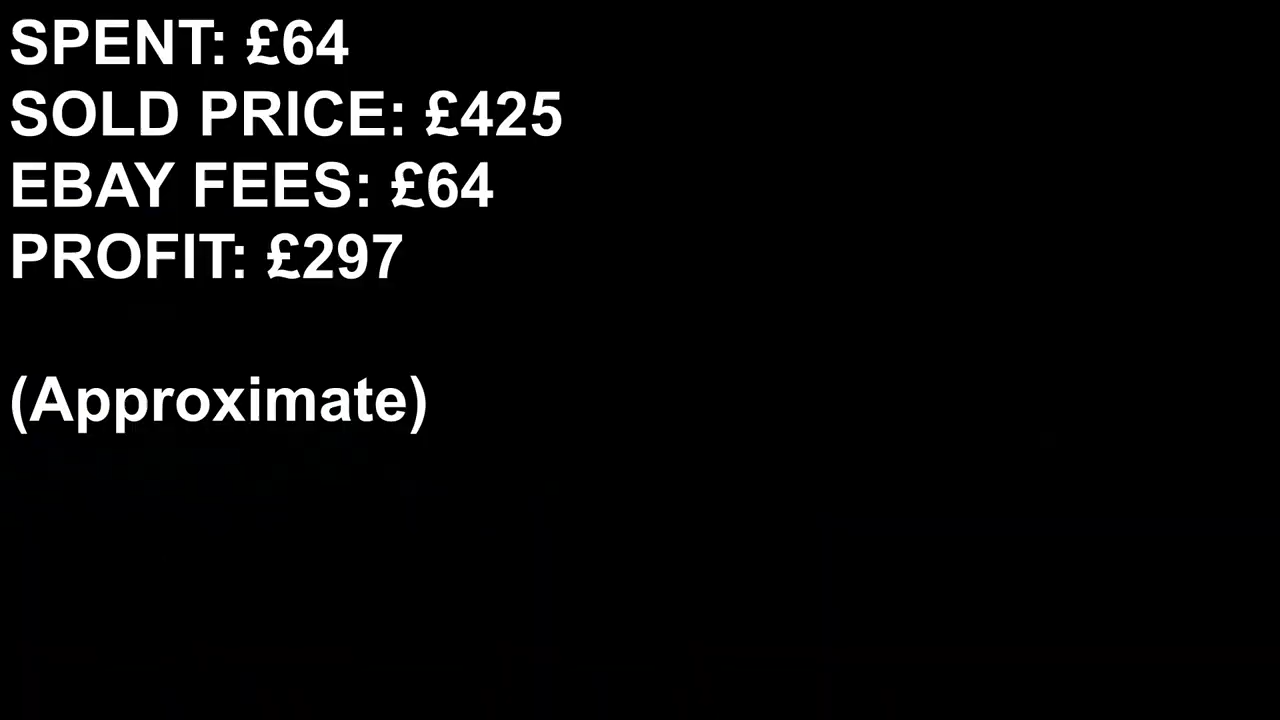 SPENT: £64
SOLD PRICE: £425
EBAY FEES: £64
PROFIT: £297
(Approximate)